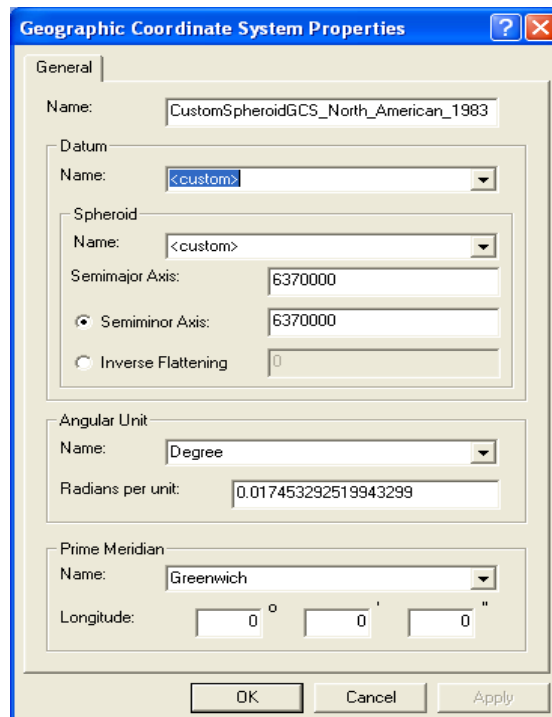 Geographic Coordinate System Properties ? X
General
Name: CustomSpheroidGCS_North_American_1983
Datum
Name: <custom>
Spheroid
Name: <custom>
Semimajor Axis: 6370000
Semiminor Axis: 6370000
Inverse Flattening 0
Angular Unit
Name: Degree
Radians per unit: 0.017453292519943299
Prime Meridian
Name: Greenwich
Longitude: 0 ° 0 ' 0 "
OK Cancel Apply